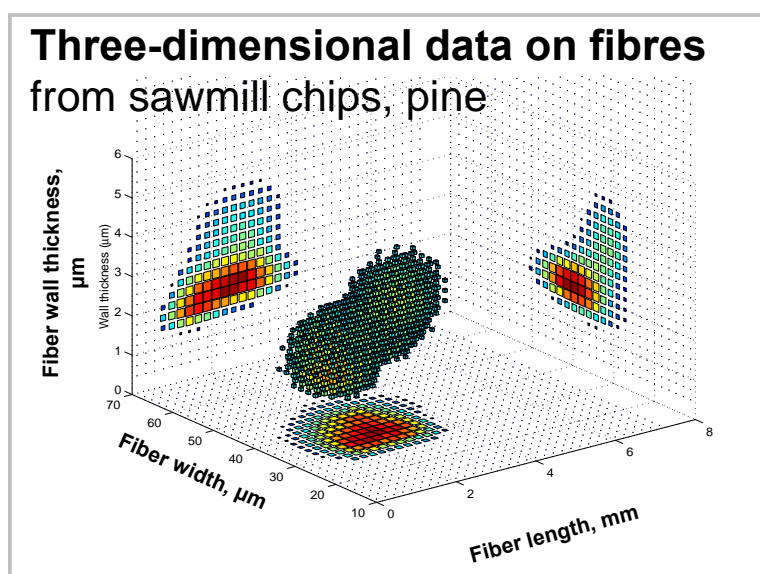 Three-dimensional data on fibres
from sawmill chips, pine
Fiber wall thickness,
µm
Wall thickness (µm)
6
5
4
3
2
1
0
70
60
50
40
30
20
10
Fiber width, µm
0
2
4
6
8
Fiber length, mm